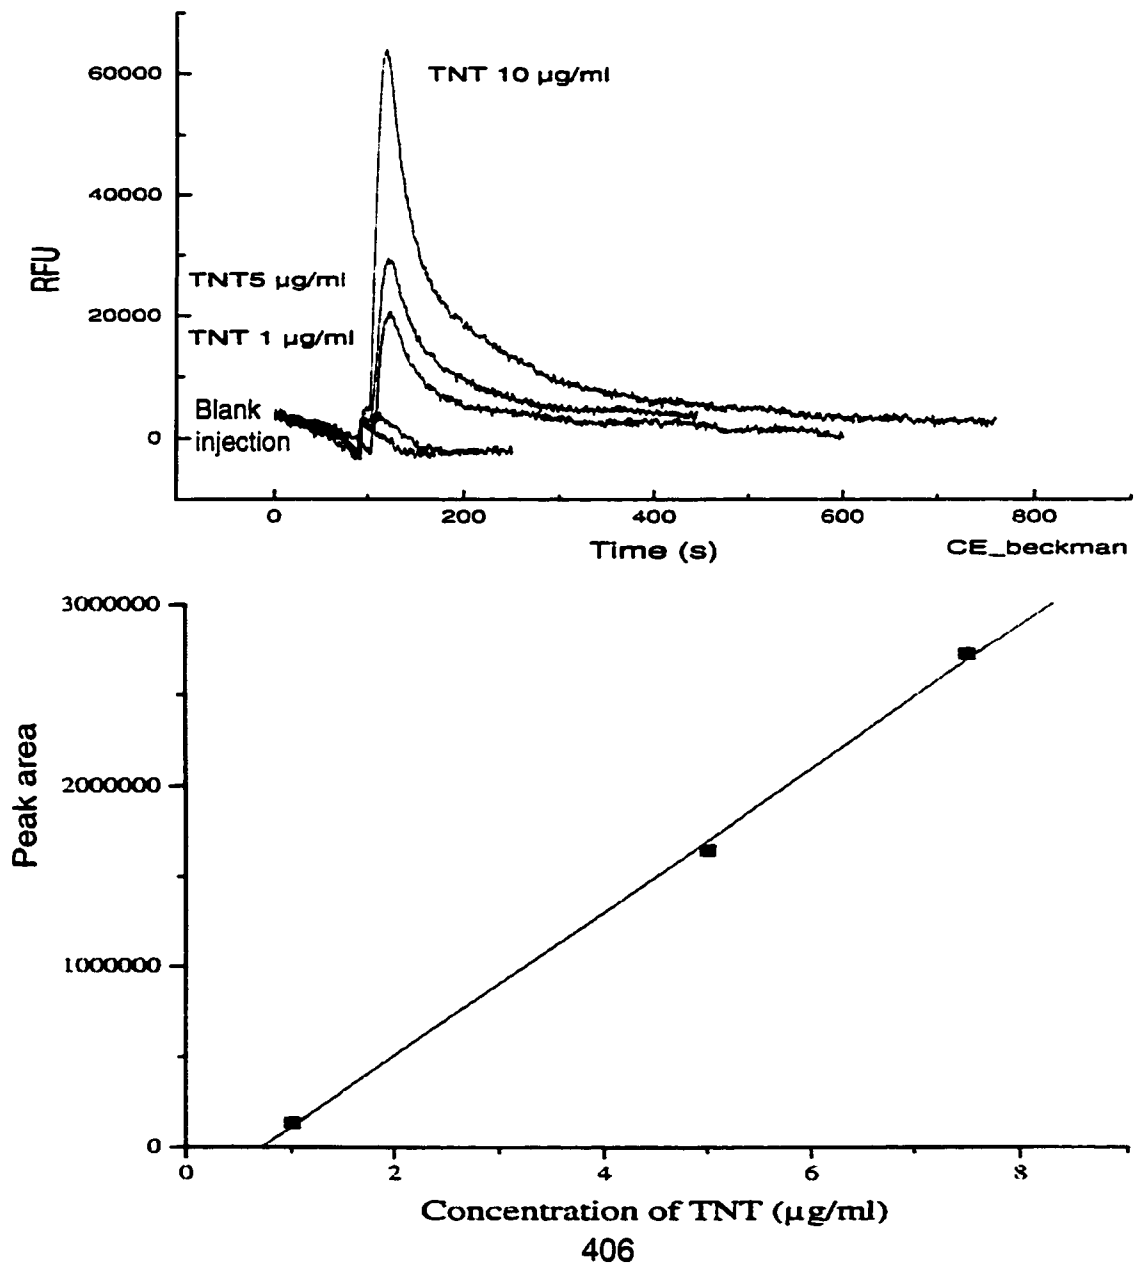 60000
40000
20000
0
RFU
TNT 10 µg/ml
TNT5 µg/ml
TNT 1 µg/ml
Blank
injection
0 200 400 600 800
Time (s)
CE_beckman
3000000
2000000
1000000
0
Peak area
0 2 4 6 8
Concentration of TNT (µg/ml)
406